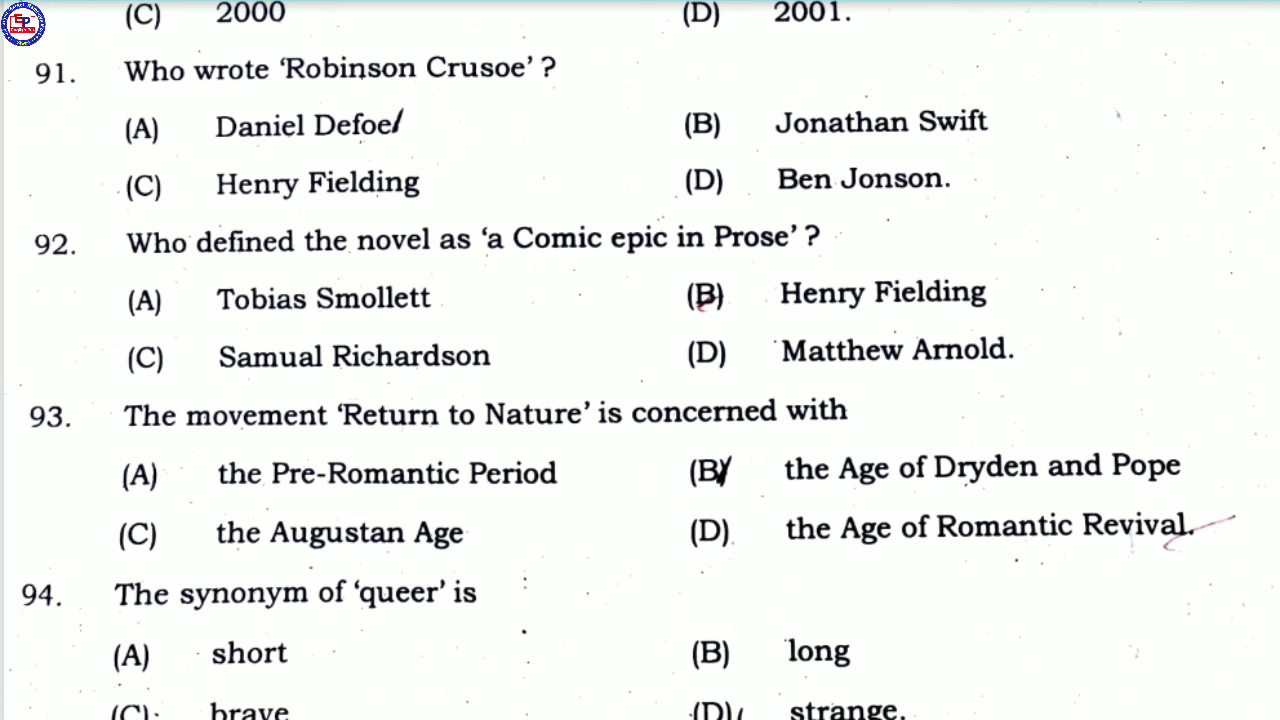 (C) 2000 (D) 2001.
91. Who wrote ‘Robinson Crusoe’ ?
(A) Daniel Defoe (B) Jonathan Swift
(C) Henry Fielding (D) Ben Jonson.
92. Who defined the novel as ‘a Comic epic in Prose’ ?
(A) Tobias Smollett (B) Henry Fielding
(C) Samual Richardson (D) Matthew Arnold.
93. The movement ‘Return to Nature’ is concerned with
(A) the Pre-Romantic Period (B) the Age of Dryden and Pope
(C) the Augustan Age (D) the Age of Romantic Revival.
94. The synonym of ‘queer’ is
(A) short (B) long
(C) brave (D) strange.